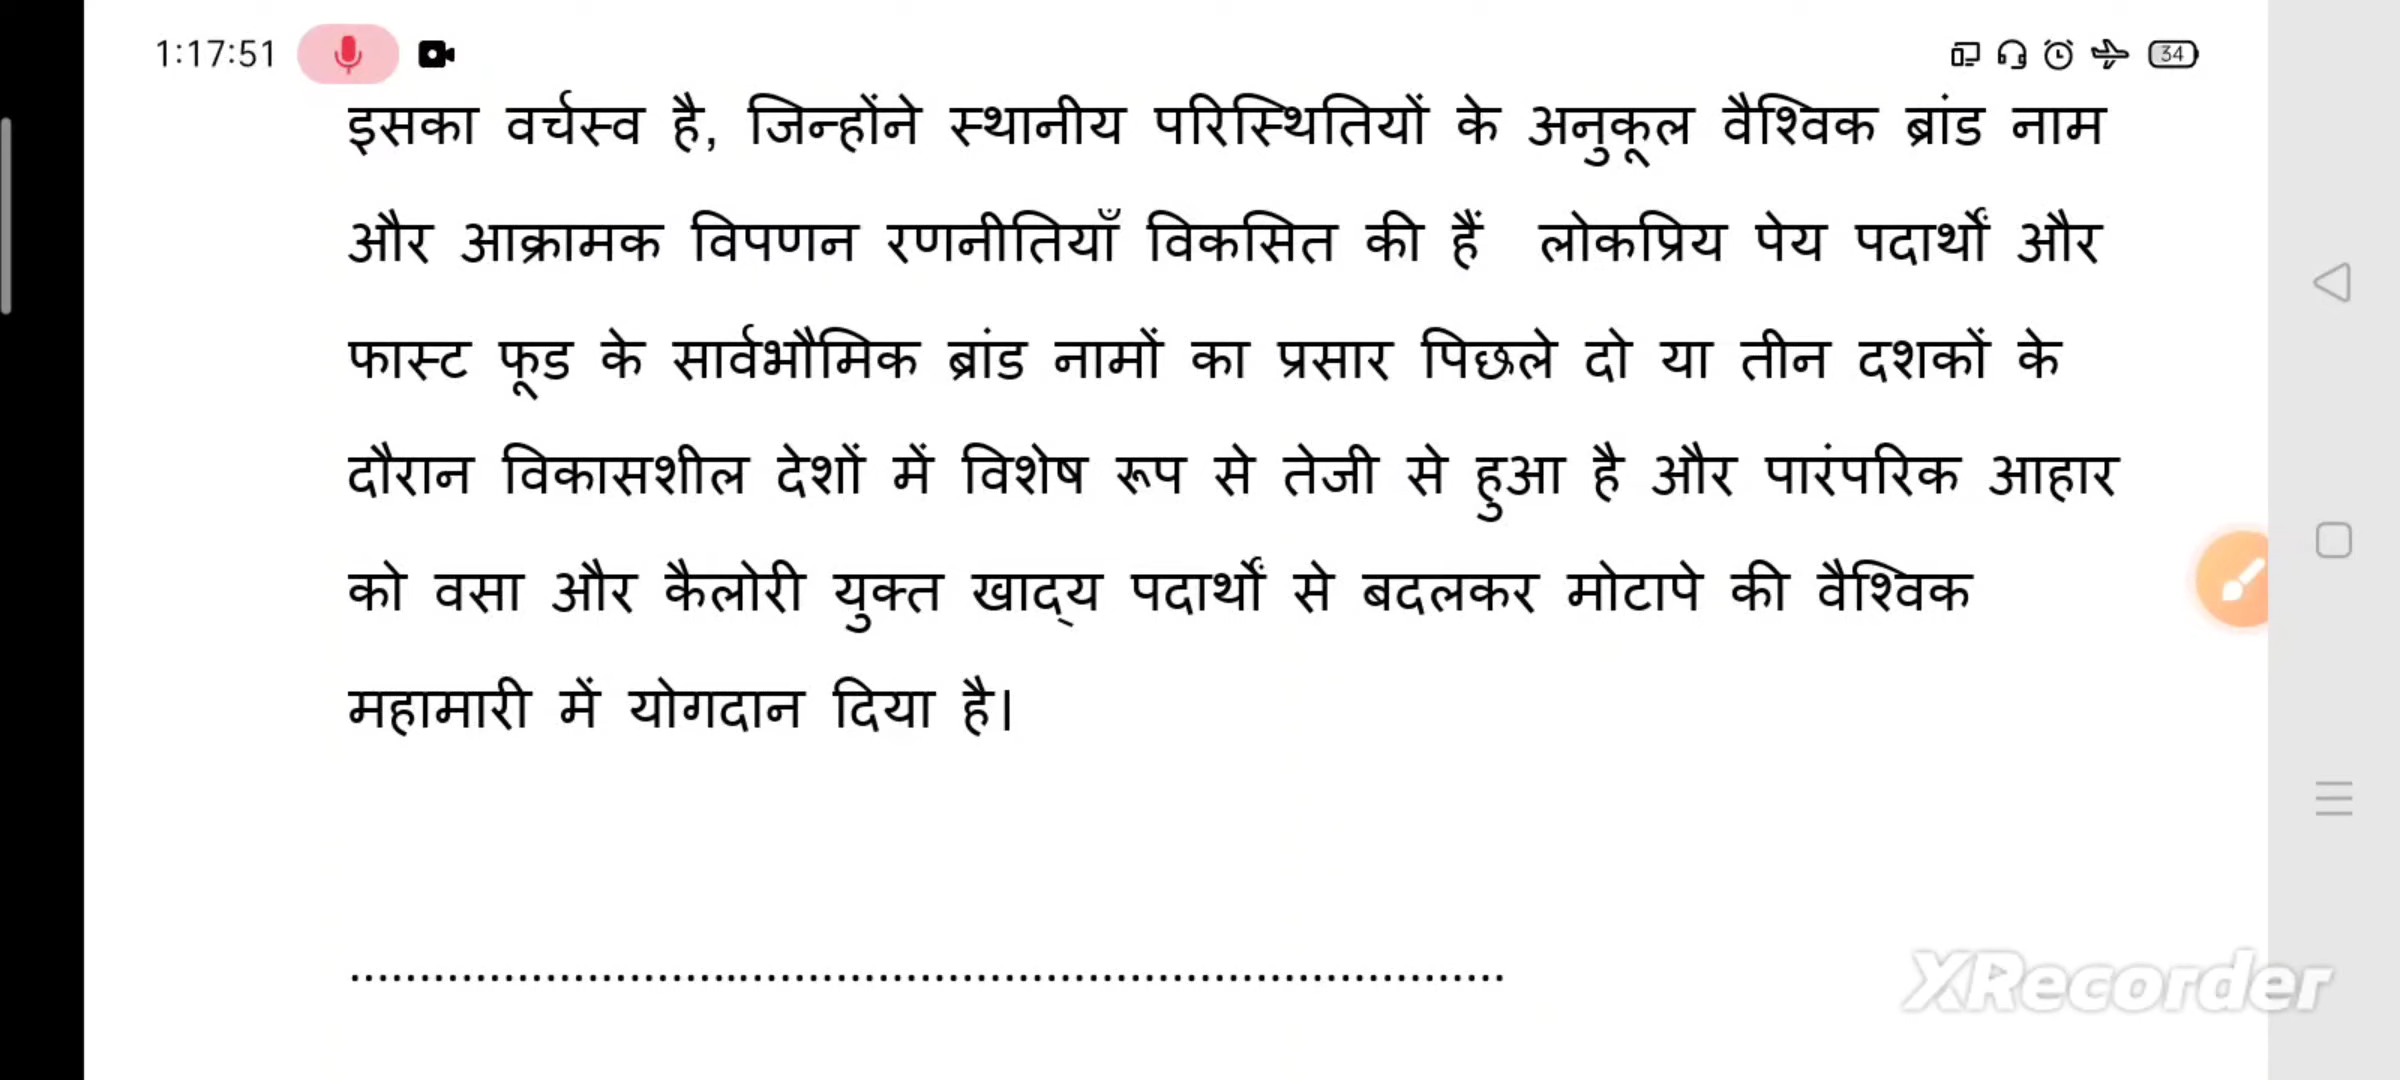 1:17:51
34
इसका वर्चस्व है, जिन्होंने स्थानीय परिस्थितियों के अनुकूल वैश्विक ब्रांड नाम
और आक्रामक विपणन रणनीतियाँ विकसित की हैं लोकप्रिय पेय पदार्थों और
फास्ट फूड के सार्वभौमिक ब्रांड नामों का प्रसार पिछले दो या तीन दशकों के
दौरान विकासशील देशों में विशेष रूप से तेजी से हुआ है और पारंपरिक आहार
को वसा और कैलोरी युक्त खाद्य पदार्थों से बदलकर मोटापे की वैश्विक
महामारी में योगदान दिया है।
...................................................................................
XRecorder